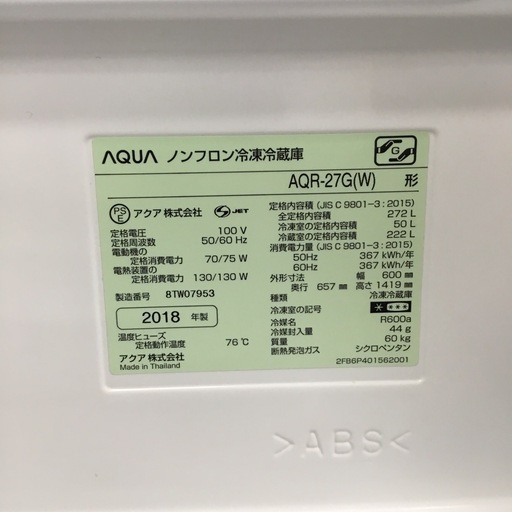 AQUA ノンフロン冷凍冷蔵庫
G
AQR-27G(W) 形
PS E アクア株式会社 S JET
定格電圧 100 V
定格周波数 50/60 Hz
電動機の
定格消費電力 70/75 W
電熱装置の
定格消費電力 130/130 W
製造番号 8TW07953
2018 年製
温度ヒューズ
定格動作温度 76℃
アクア株式会社
Made in Thailand
定格内容積 (JIS C 9801-3 : 2015)
全定格内容積 272 L
冷凍室の定格内容積 50 L
冷蔵室の定格内容積 222 L
消費電力量 (JIS C 9801-3 : 2015)
50Hz 367 kWh/年
60Hz 367 kWh/年
外形寸法 幅 600 mm
奥行 657 mm 高さ 1419 mm
種類 冷凍冷蔵庫
冷凍室の記号
冷媒名 R600a
冷媒封入量 44 g
質量 60 kg
断熱発泡ガス シクロペンタン
2FB6P401562001
>ABS<